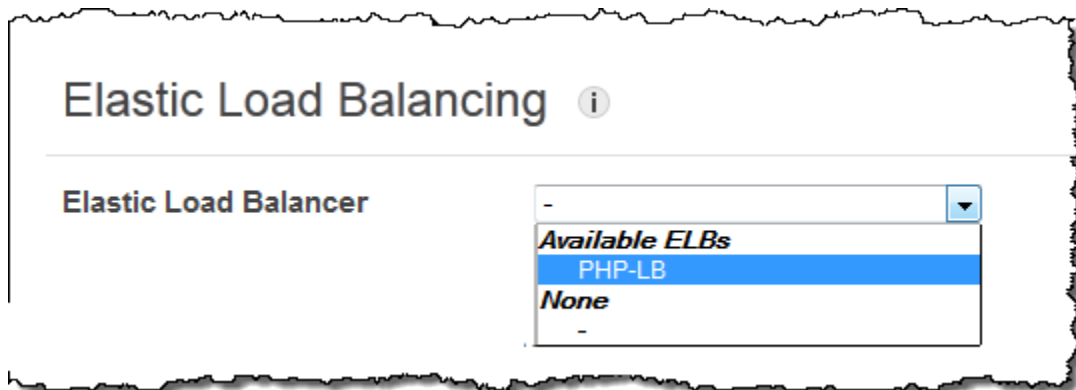 Elastic Load Balancing i
Elastic Load Balancer -
Available ELBs
PHP-LB
None
-